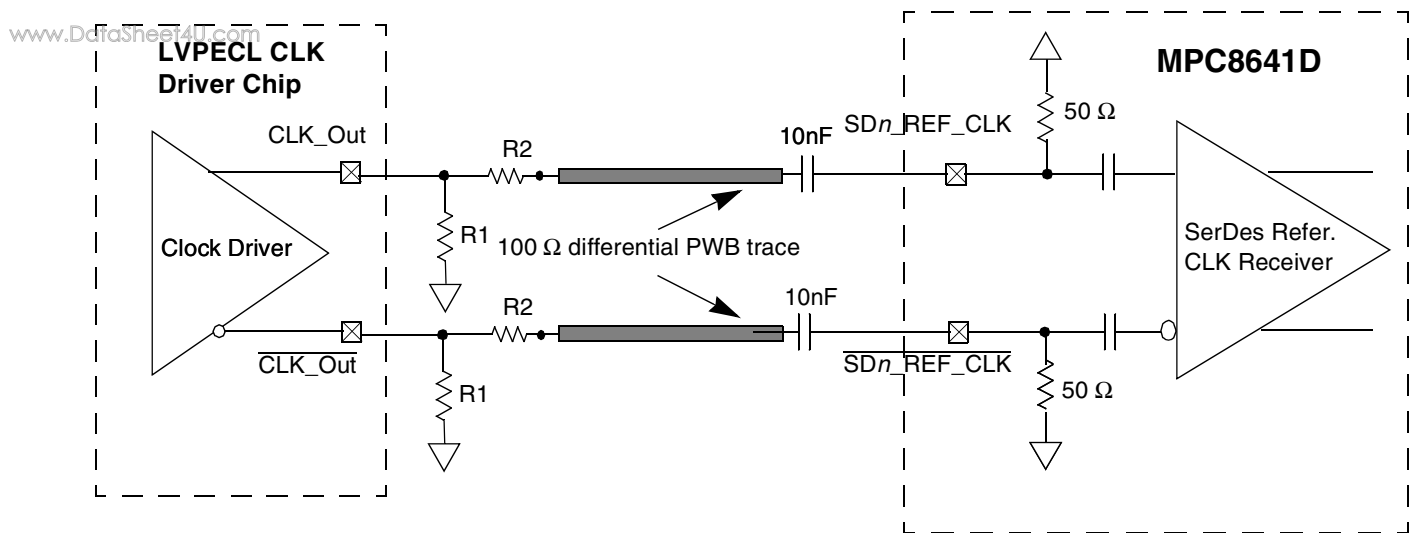 www.DataSheet4U.com
LVPECL CLK
Driver Chip
MPC8641D
CLK_Out
R2
10nF
SDn_REF_CLK
50 Ω
Clock Driver
R1
100 Ω differential PWB trace
SerDes Refer.
CLK Receiver
R2
10nF
CLK_Out
SDn_REF_CLK
R1
50 Ω